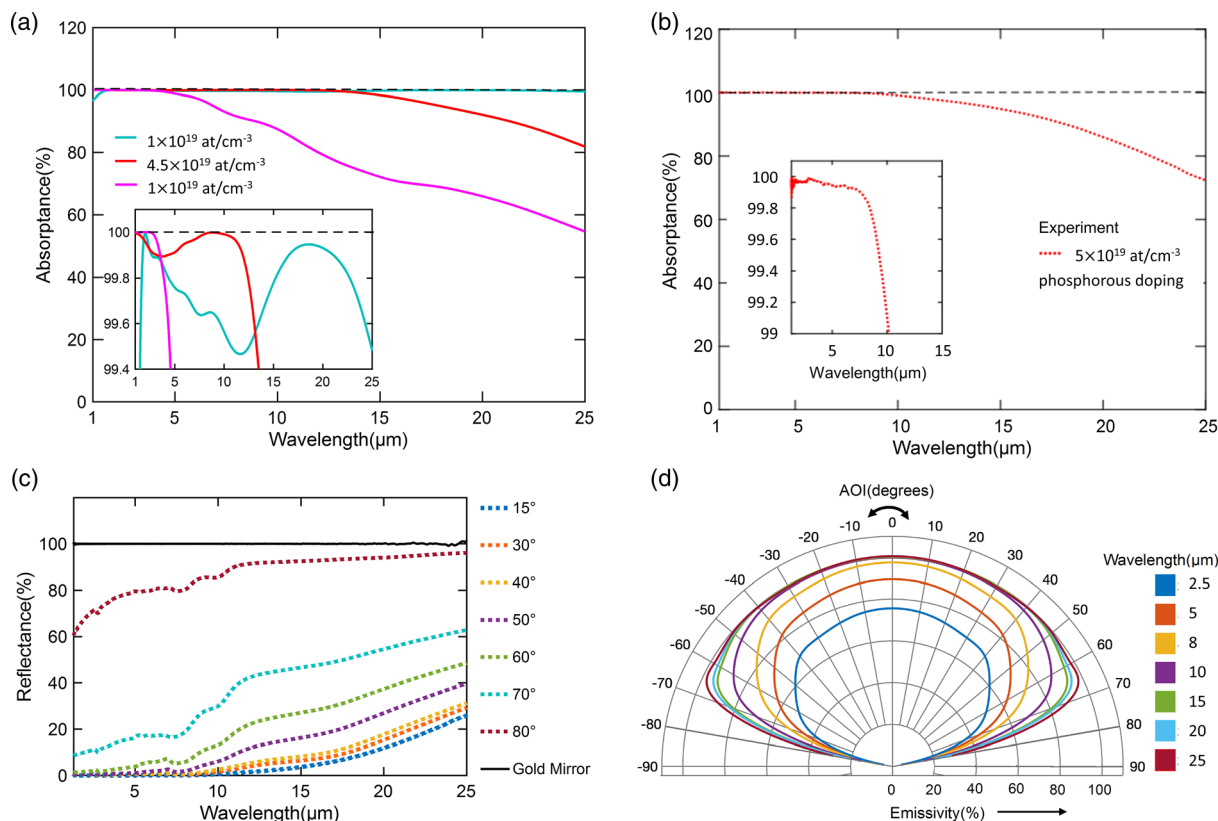 (a)
120
100
80
60
40
20
0
Absorptance(%)
1×10¹⁹ at/cm⁻³
4.5×10¹⁹ at/cm⁻³
1×10¹⁹ at/cm⁻³
100
99.8
99.6
99.4
1 5 10 15 20 25
1 5 10 15 20 25
Wavelength(μm)
(b)
120
100
80
60
40
20
0
Absorptance(%)
100
99.8
99.6
99.4
99.2
99
5 10 15
Wavelength(μm)
Experiment
5×10¹⁹ at/cm⁻³
phosphorous doping
1 5 10 15 20 25
Wavelength(μm)
(c)
100
80
60
40
20
0
Reflectance(%)
5 10 15 20 25
Wavelength(μm)
15°
30°
40°
50°
60°
70°
80°
Gold Mirror
(d)
AOI(degrees)
-90 -80 -70 -60 -50 -40 -30 -20 -10 0 10 20 30 40 50 60 70 80 90
0 20 40 60 80 100
Emissivity(%)
Wavelength(μm)
2.5
5
8
10
15
20
25